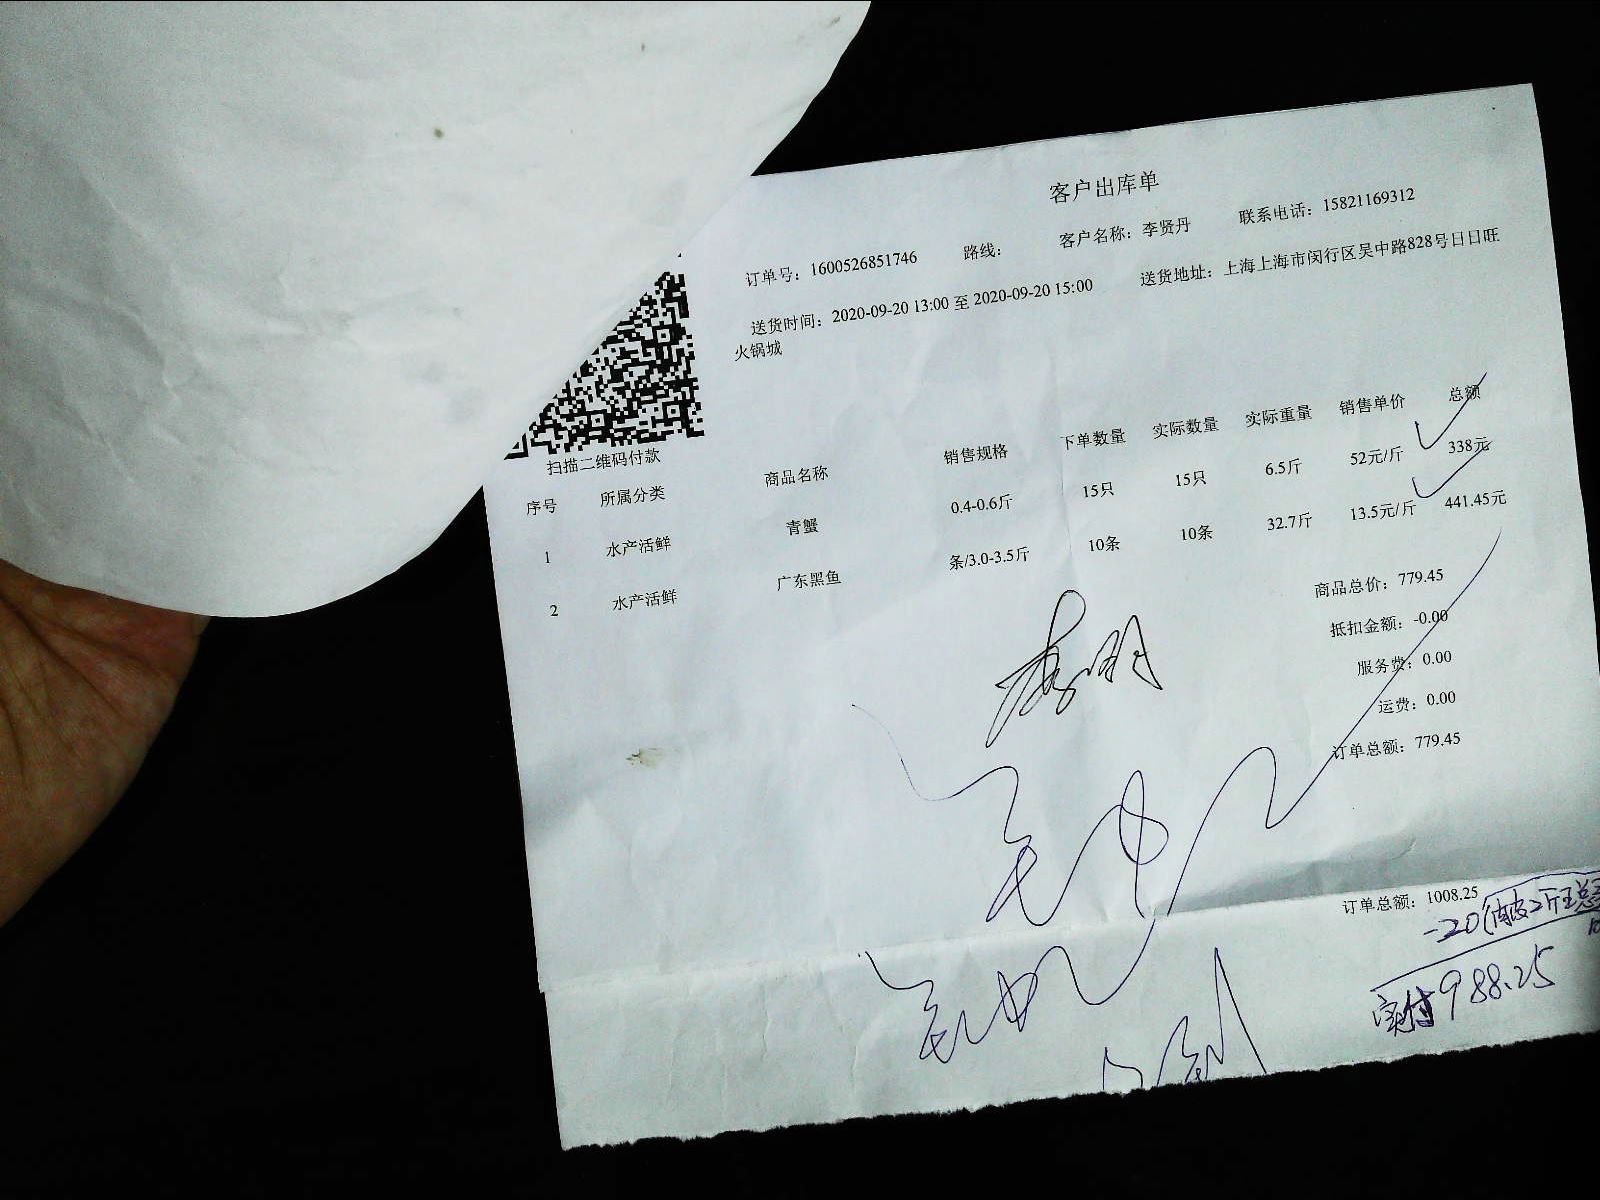 客户出库单
订单号：1600526851746 路线： 客户名称：李贤丹 联系电话：15821169312
送货时间：2020-09-20 13:00 至 2020-09-20 15:00 送货地址：上海上海市闵行区吴中路828号日日旺
火锅城
扫描二维码付款
序号 所属分类 商品名称 销售规格 下单数量 实际数量 实际重量 销售单价 总额
1 水产活鲜 青蟹 0.4-0.6斤 15只 15只 6.5斤 52元/斤 338元
2 水产活鲜 广东黑鱼 条/3.0-3.5斤 10条 10条 32.7斤 13.5元/斤 441.45元
商品总价：779.45
抵扣金额：-0.00
服务费：0.00
运费：0.00
订单总额：779.45
订单总额：1008.25
-20
实付988.25